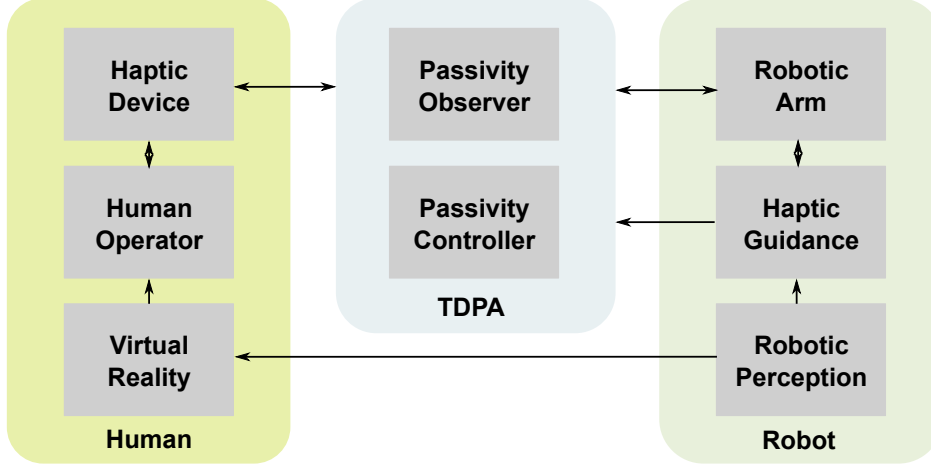 Haptic
Device
Human
Operator
Virtual
Reality
Human
Passivity
Observer
Passivity
Controller
TDPA
Robotic
Arm
Haptic
Guidance
Robotic
Perception
Robot